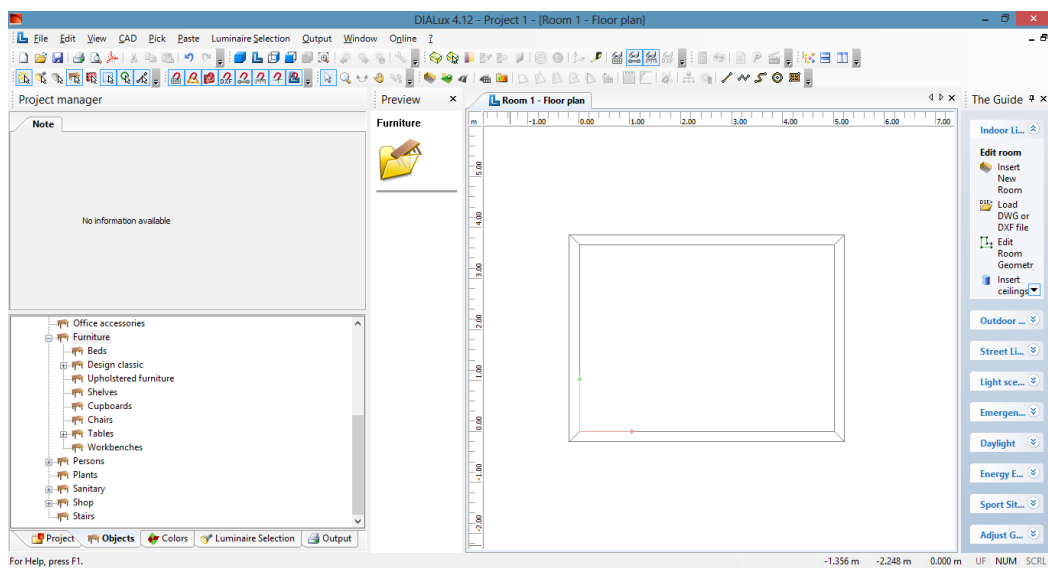 DIALux 4.12 - Project 1 - [Room 1 - Floor plan]
File Edit View CAD Pick Paste Luminaire Selection Output Window Online ?
Project manager
Note
No information available
Office accessories
Furniture
Beds
Design classic
Upholstered furniture
Shelves
Cupboards
Chairs
Tables
Workbenches
Persons
Plants
Sanitary
Shop
Stairs
Project Objects Colors Luminaire Selection Output
Preview
Furniture
Room 1 - Floor plan
m -1.00 0.00 1.00 2.00 3.00 4.00 5.00 6.00 7.00
5.00
4.00
3.00
2.00
1.00
0.00
-1.00
-2.00
The Guide
Indoor Li...
Edit room
Insert
New
Room
Load
DWG or
DXF file
Edit
Room
Geometr
Insert
ceilings
Outdoor ...
Street Li...
Light sce...
Emergen...
Daylight
Energy E...
Sport Sit...
Adjust G...
For Help, press F1.
-1.356 m -2.248 m 0.000 m UF NUM SCRL